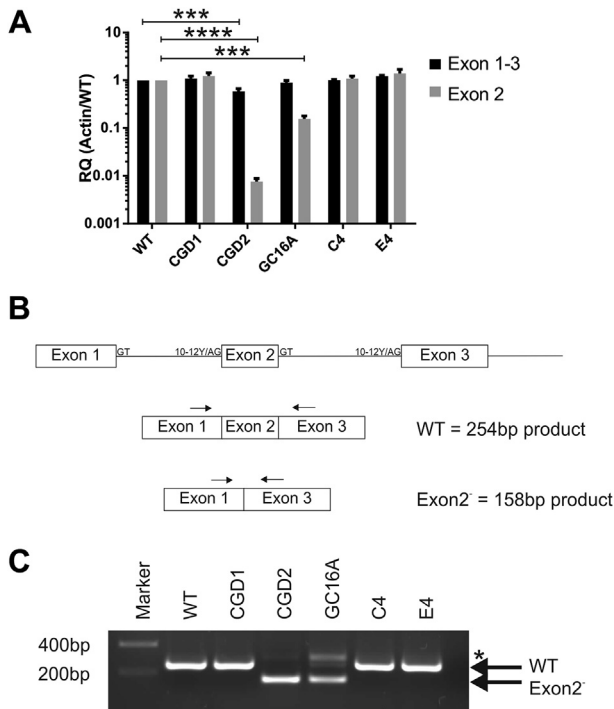 A
***
****
***
Exon 1-3
Exon 2
RQ (Actin/WT)
10
1
0.1
0.01
0.001
WT
CGD1
CGD2
GC16A
C4
E4
B
Exon 1
GT
10-12Y/AG
Exon 2
GT
10-12Y/AG
Exon 3
Exon 1
Exon 2
Exon 3
WT = 254bp product
Exon 1
Exon 3
Exon2- = 158bp product
C
Marker
WT
CGD1
CGD2
GC16A
C4
E4
400bp
200bp
*
WT
Exon2-